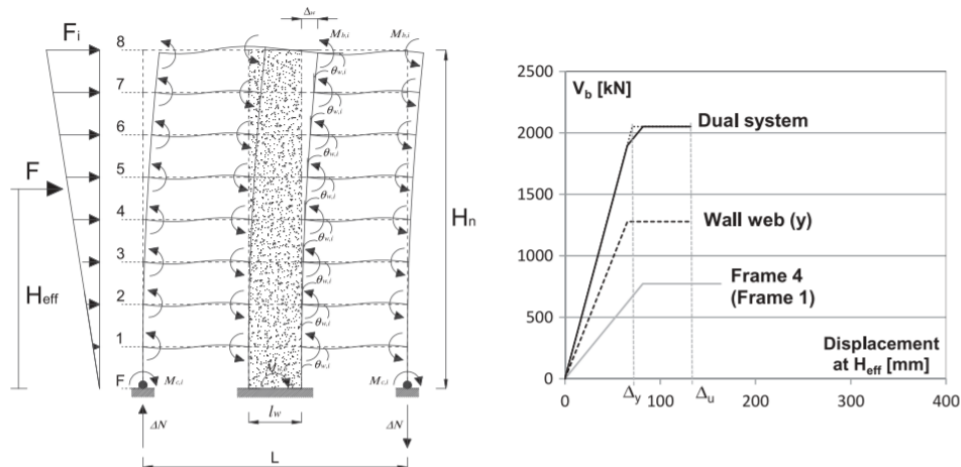 Δu
Fi 8 Mb,i Mb,i
θw,i
7
θw,i
6
θw,i
F 5
θw,i
4 Hn
θw,i
3
θw,i
Heff 2
θw,i
1
θw,i
F Mc,i M Mc,i
lw
ΔN ΔN
L
2500
Vb [kN]
2000 Dual system
1500
Wall web (y)
1000
Frame 4
(Frame 1)
500
Displacement
at Heff [mm]
0
Δy Δu
0 100 200 300 400